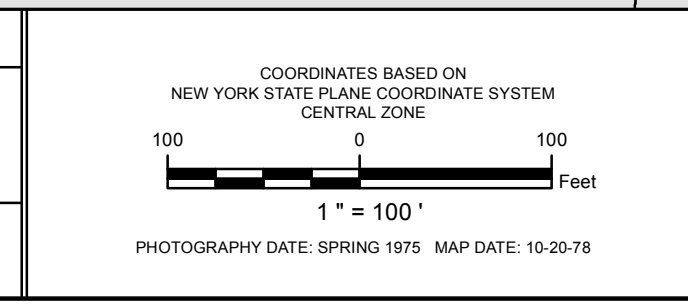 COORDINATES BASED ON
NEW YORK STATE PLANE COORDINATE SYSTEM
CENTRAL ZONE
100 0 100
Feet
1 " = 100 '
PHOTOGRAPHY DATE: SPRING 1975 MAP DATE: 10-20-78